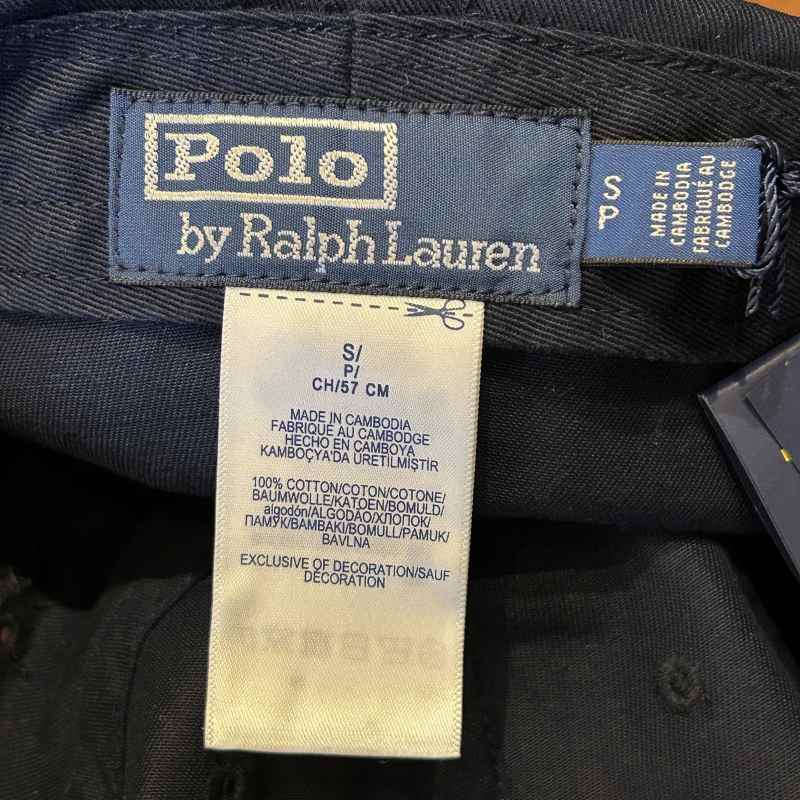 Polo
by Ralph Lauren
S
P
MADE IN
CAMBODIA
FABRIQUÉ AU
CAMBODGE
S/
P/
CH/57 CM
MADE IN CAMBODIA
FABRIQUÉ AU CAMBODGE
HECHO EN CAMBOYA
KAMBOÇYA'DA ÜRETİLMİŞTİR
100% COTTON/COTON/COTONE/
BAUMWOLLE/KATOEN/BOMULD/
algodón/ALGODÃO/ХЛОПОК/
ПАМУК/BAMBAKI/BOMULL/PAMUK/
BAVLNA
EXCLUSIVE OF DECORATION/SAUF
DÉCORATION